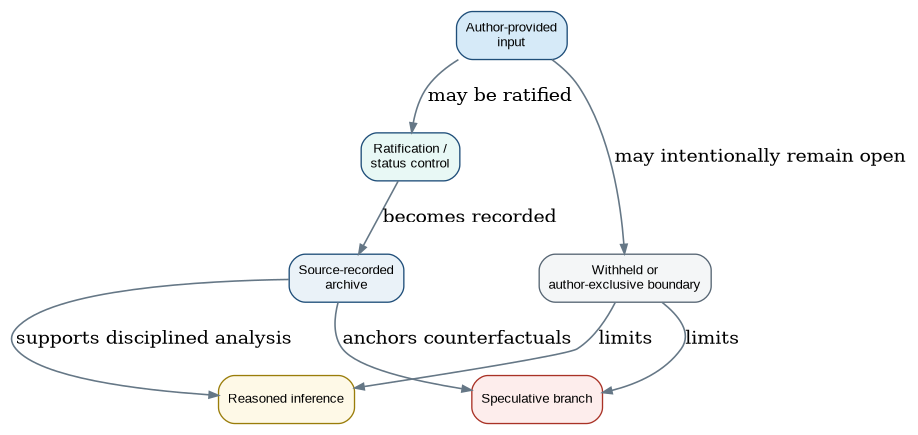 Author-provided
input
may be ratified
Ratification /
status control
may intentionally remain open
becomes recorded
Source-recorded
archive
Withheld or
author-exclusive boundary
supports disciplined analysis
anchors counterfactuals
limits
limits
Reasoned inference
Speculative branch